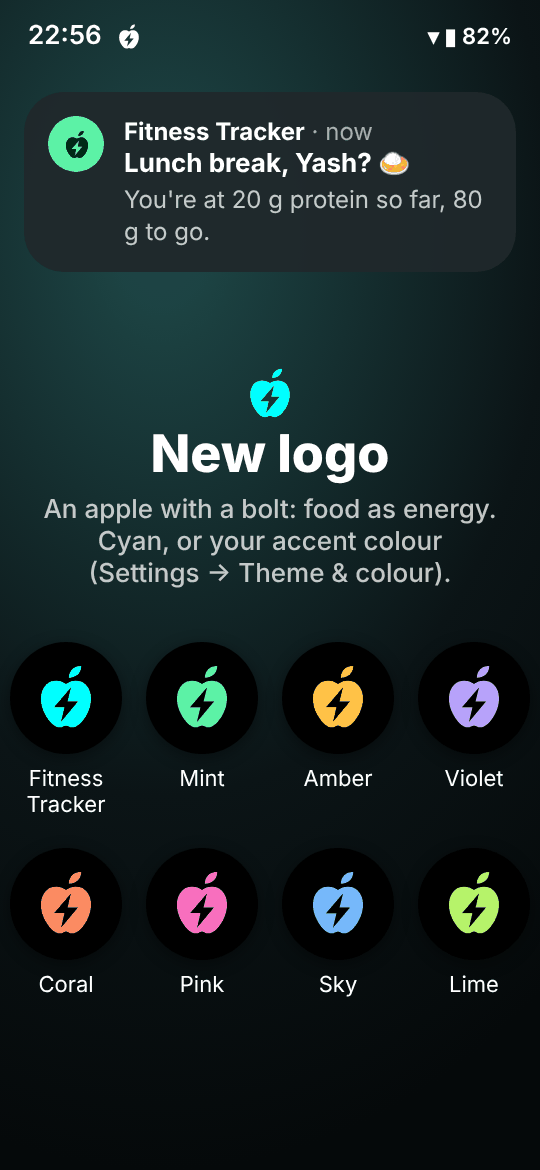 22:56
82%
Fitness Tracker · now
Lunch break, Yash? 🍛
You're at 20 g protein so far, 80
g to go.
New logo
An apple with a bolt: food as energy.
Cyan, or your accent colour
(Settings → Theme & colour).
Fitness
Tracker
Mint
Amber
Violet
Coral
Pink
Sky
Lime